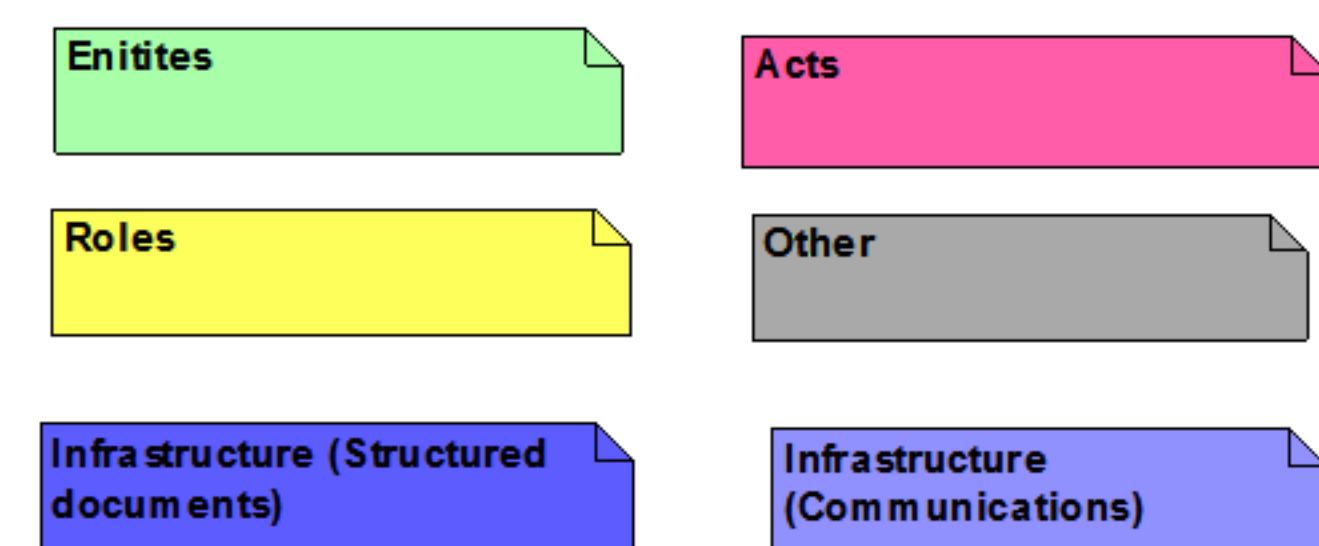 Enitites
Acts
Roles
Other
Infrastructure (Structured
documents)
Infrastructure
(Communications)